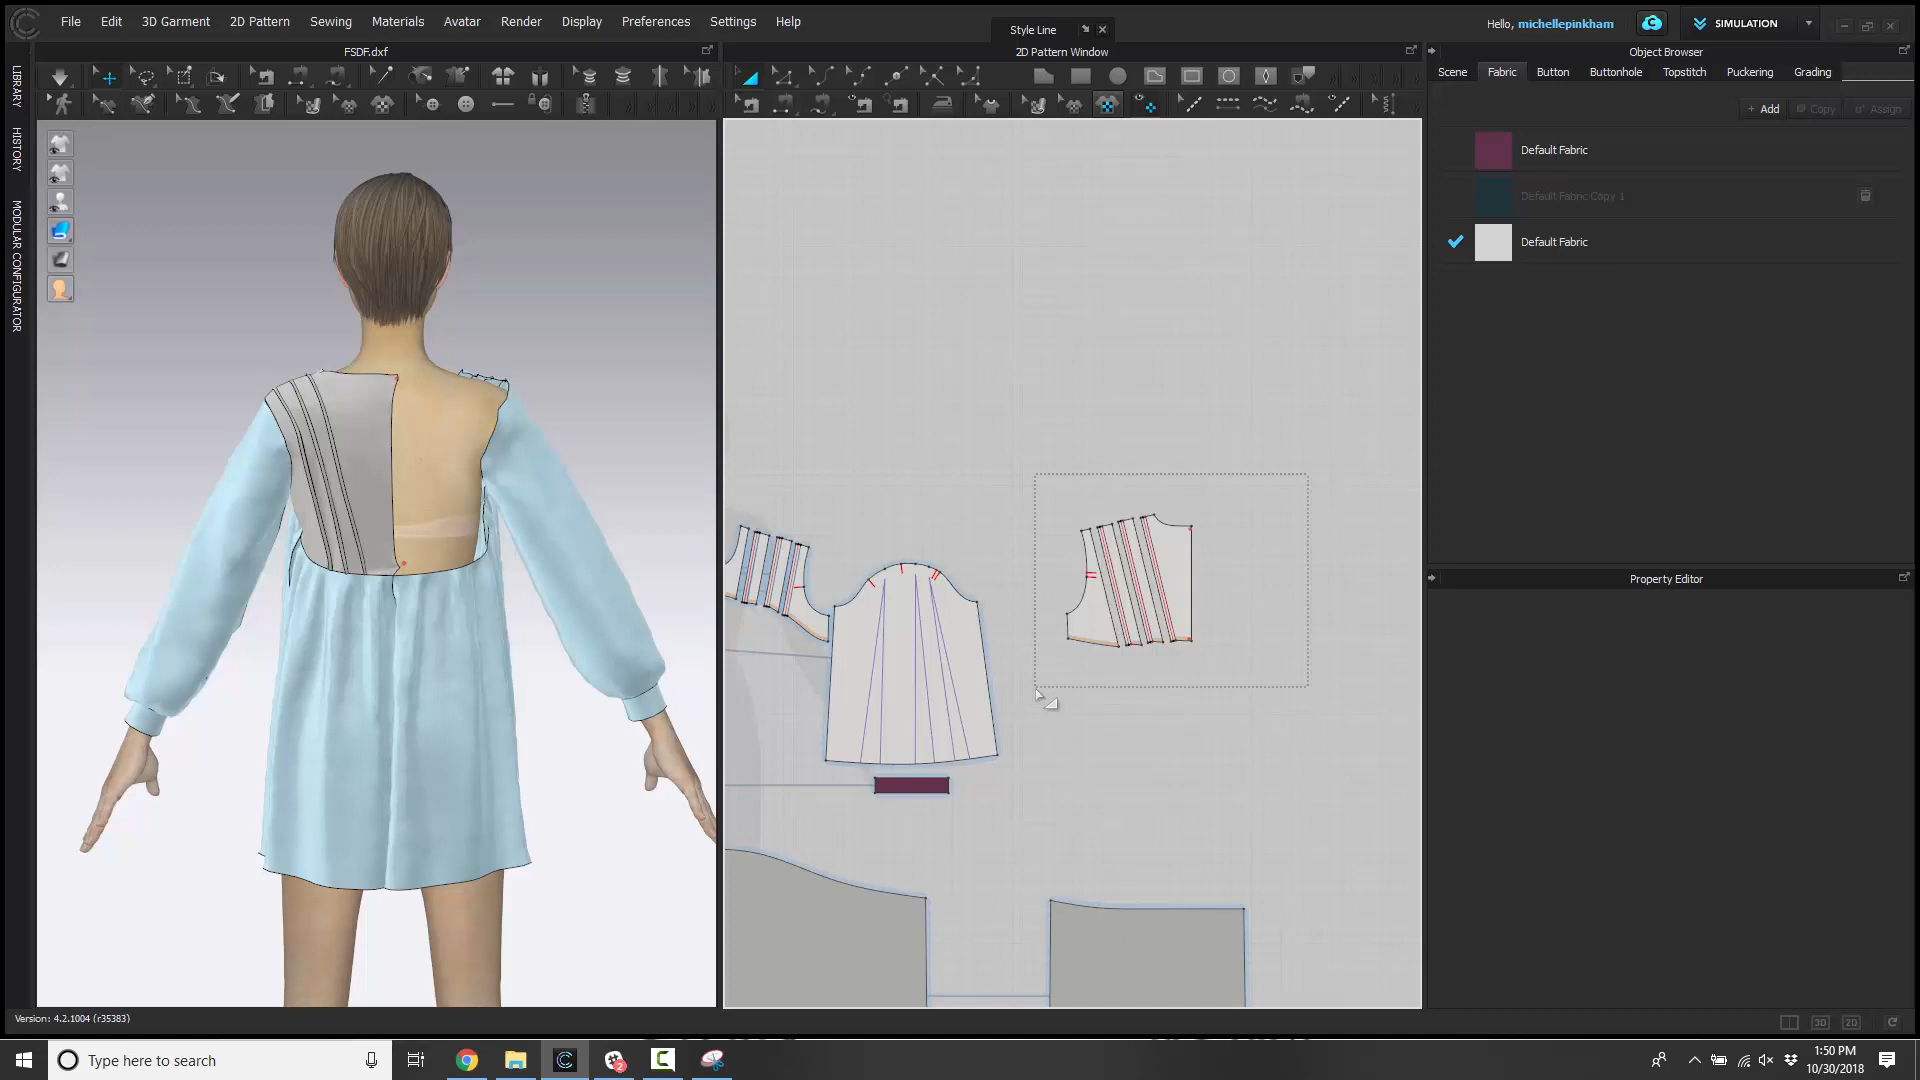 File Edit 3D Garment 2D Pattern Sewing Materials Avatar Render Display Preferences Settings Help
Style Line
Hello, michellepinkham
SIMULATION
FSDF.dxf
2D Pattern Window
Object Browser
Scene Fabric Button Buttonhole Topstitch Puckering Grading
+ Add Copy Assign
Default Fabric
Default Fabric Copy 1
Default Fabric
LIBRARY
HISTORY
MODULAR CONFIGURATOR
Property Editor
Version: 4.2.1004 (r35383)
3D 2D
Type here to search
2
1:50 PM
10/30/2018